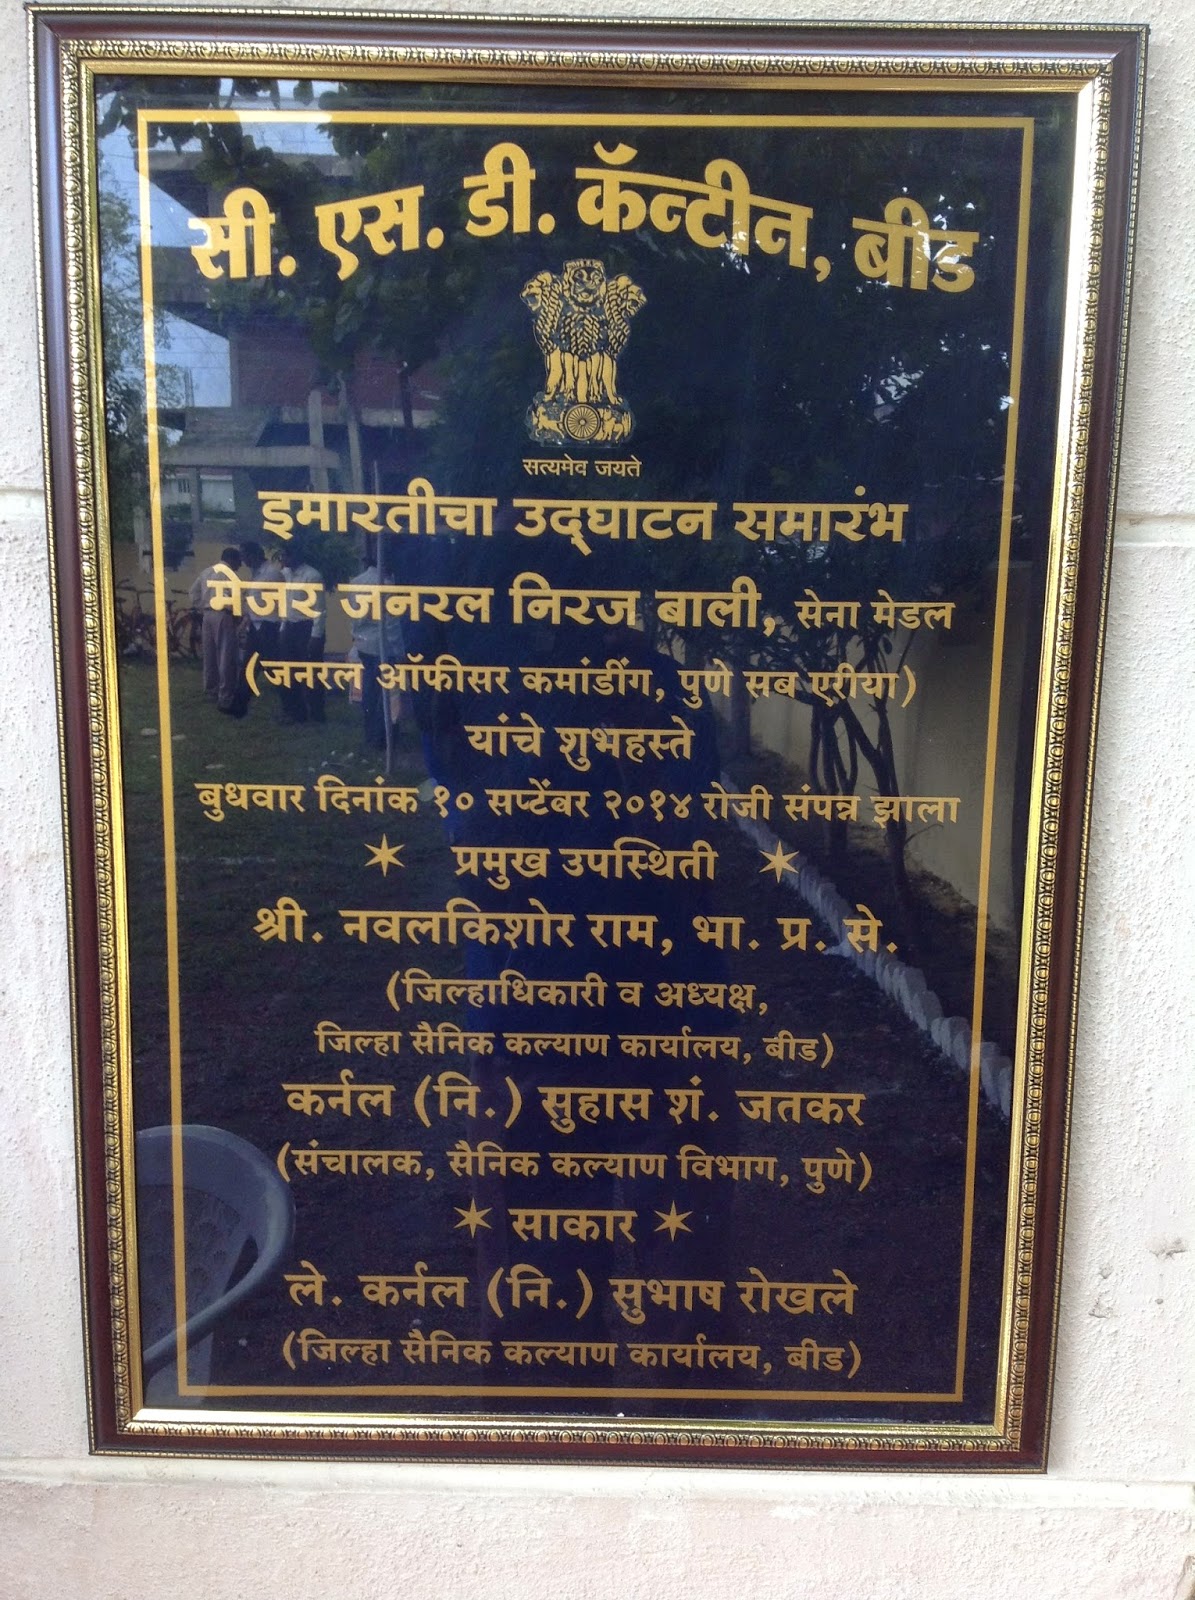 सी. एस. डी. कॅन्टीन, बीड
सत्यमेव जयते
इमारतीचा उद्घाटन समारंभ
मेजर जनरल निरज बाली, सेना मेडल
(जनरल ऑफीसर कमांडींग, पुणे सब एरीया)
यांचे शुभहस्ते
बुधवार दिनांक १० सप्टेंबर २०१४ रोजी संपन्न झाला
प्रमुख उपस्थिती
श्री. नवलकिशोर राम, भा. प्र. से.
(जिल्हाधिकारी व अध्यक्ष,
जिल्हा सैनिक कल्याण कार्यालय, बीड)
कर्नल (नि.) सुहास शं. जतकर
(संचालक, सैनिक कल्याण विभाग, पुणे)
साकार
ले. कर्नल (नि.) सुभाष रोखले
(जिल्हा सैनिक कल्याण कार्यालय, बीड)